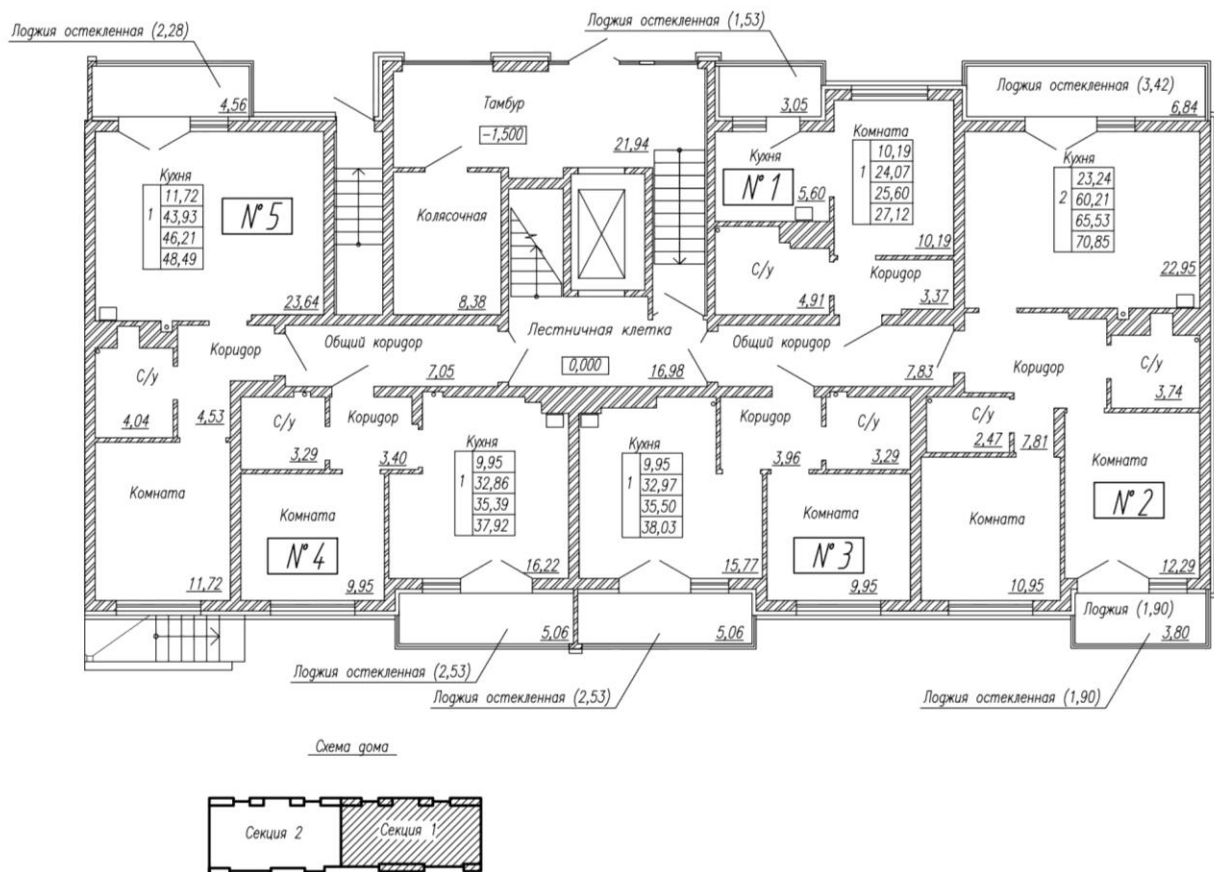 Лоджия остекленная (2,28)
Лоджия остекленная (1,53)
4,56
Тамбур
-1,500
21,94
3,05
Лоджия остекленная (3,42)
6,84
Кухня
1
11,72
43,93
46,21
48,49
N°5
23,64
Колясочная
8,38
Кухня
N°1
5,60
Комната
1
10,19
24,07
25,60
27,12
10,19
С/у
4,91
Коридор
3,37
Кухня
2
23,24
60,21
65,53
70,85
22,95
С/у
4,04
Коридор
4,53
Общий коридор
7,05
Лестничная клетка
0,000
16,98
Общий коридор
7,83
Коридор
7,81
С/у
3,74
С/у
2,47
Комната
11,72
С/у
3,29
Коридор
3,40
Кухня
1
9,95
32,86
35,39
37,92
16,22
Комната
N°4
9,95
Кухня
1
9,95
32,97
35,50
38,03
15,77
Коридор
3,96
С/у
3,29
Комната
N°3
9,95
Комната
10,95
Комната
N°2
12,29
5,06
5,06
Лоджия (1,90)
3,80
Лоджия остекленная (2,53)
Лоджия остекленная (2,53)
Лоджия остекленная (1,90)
Схема дома
Секция 2
Секция 1